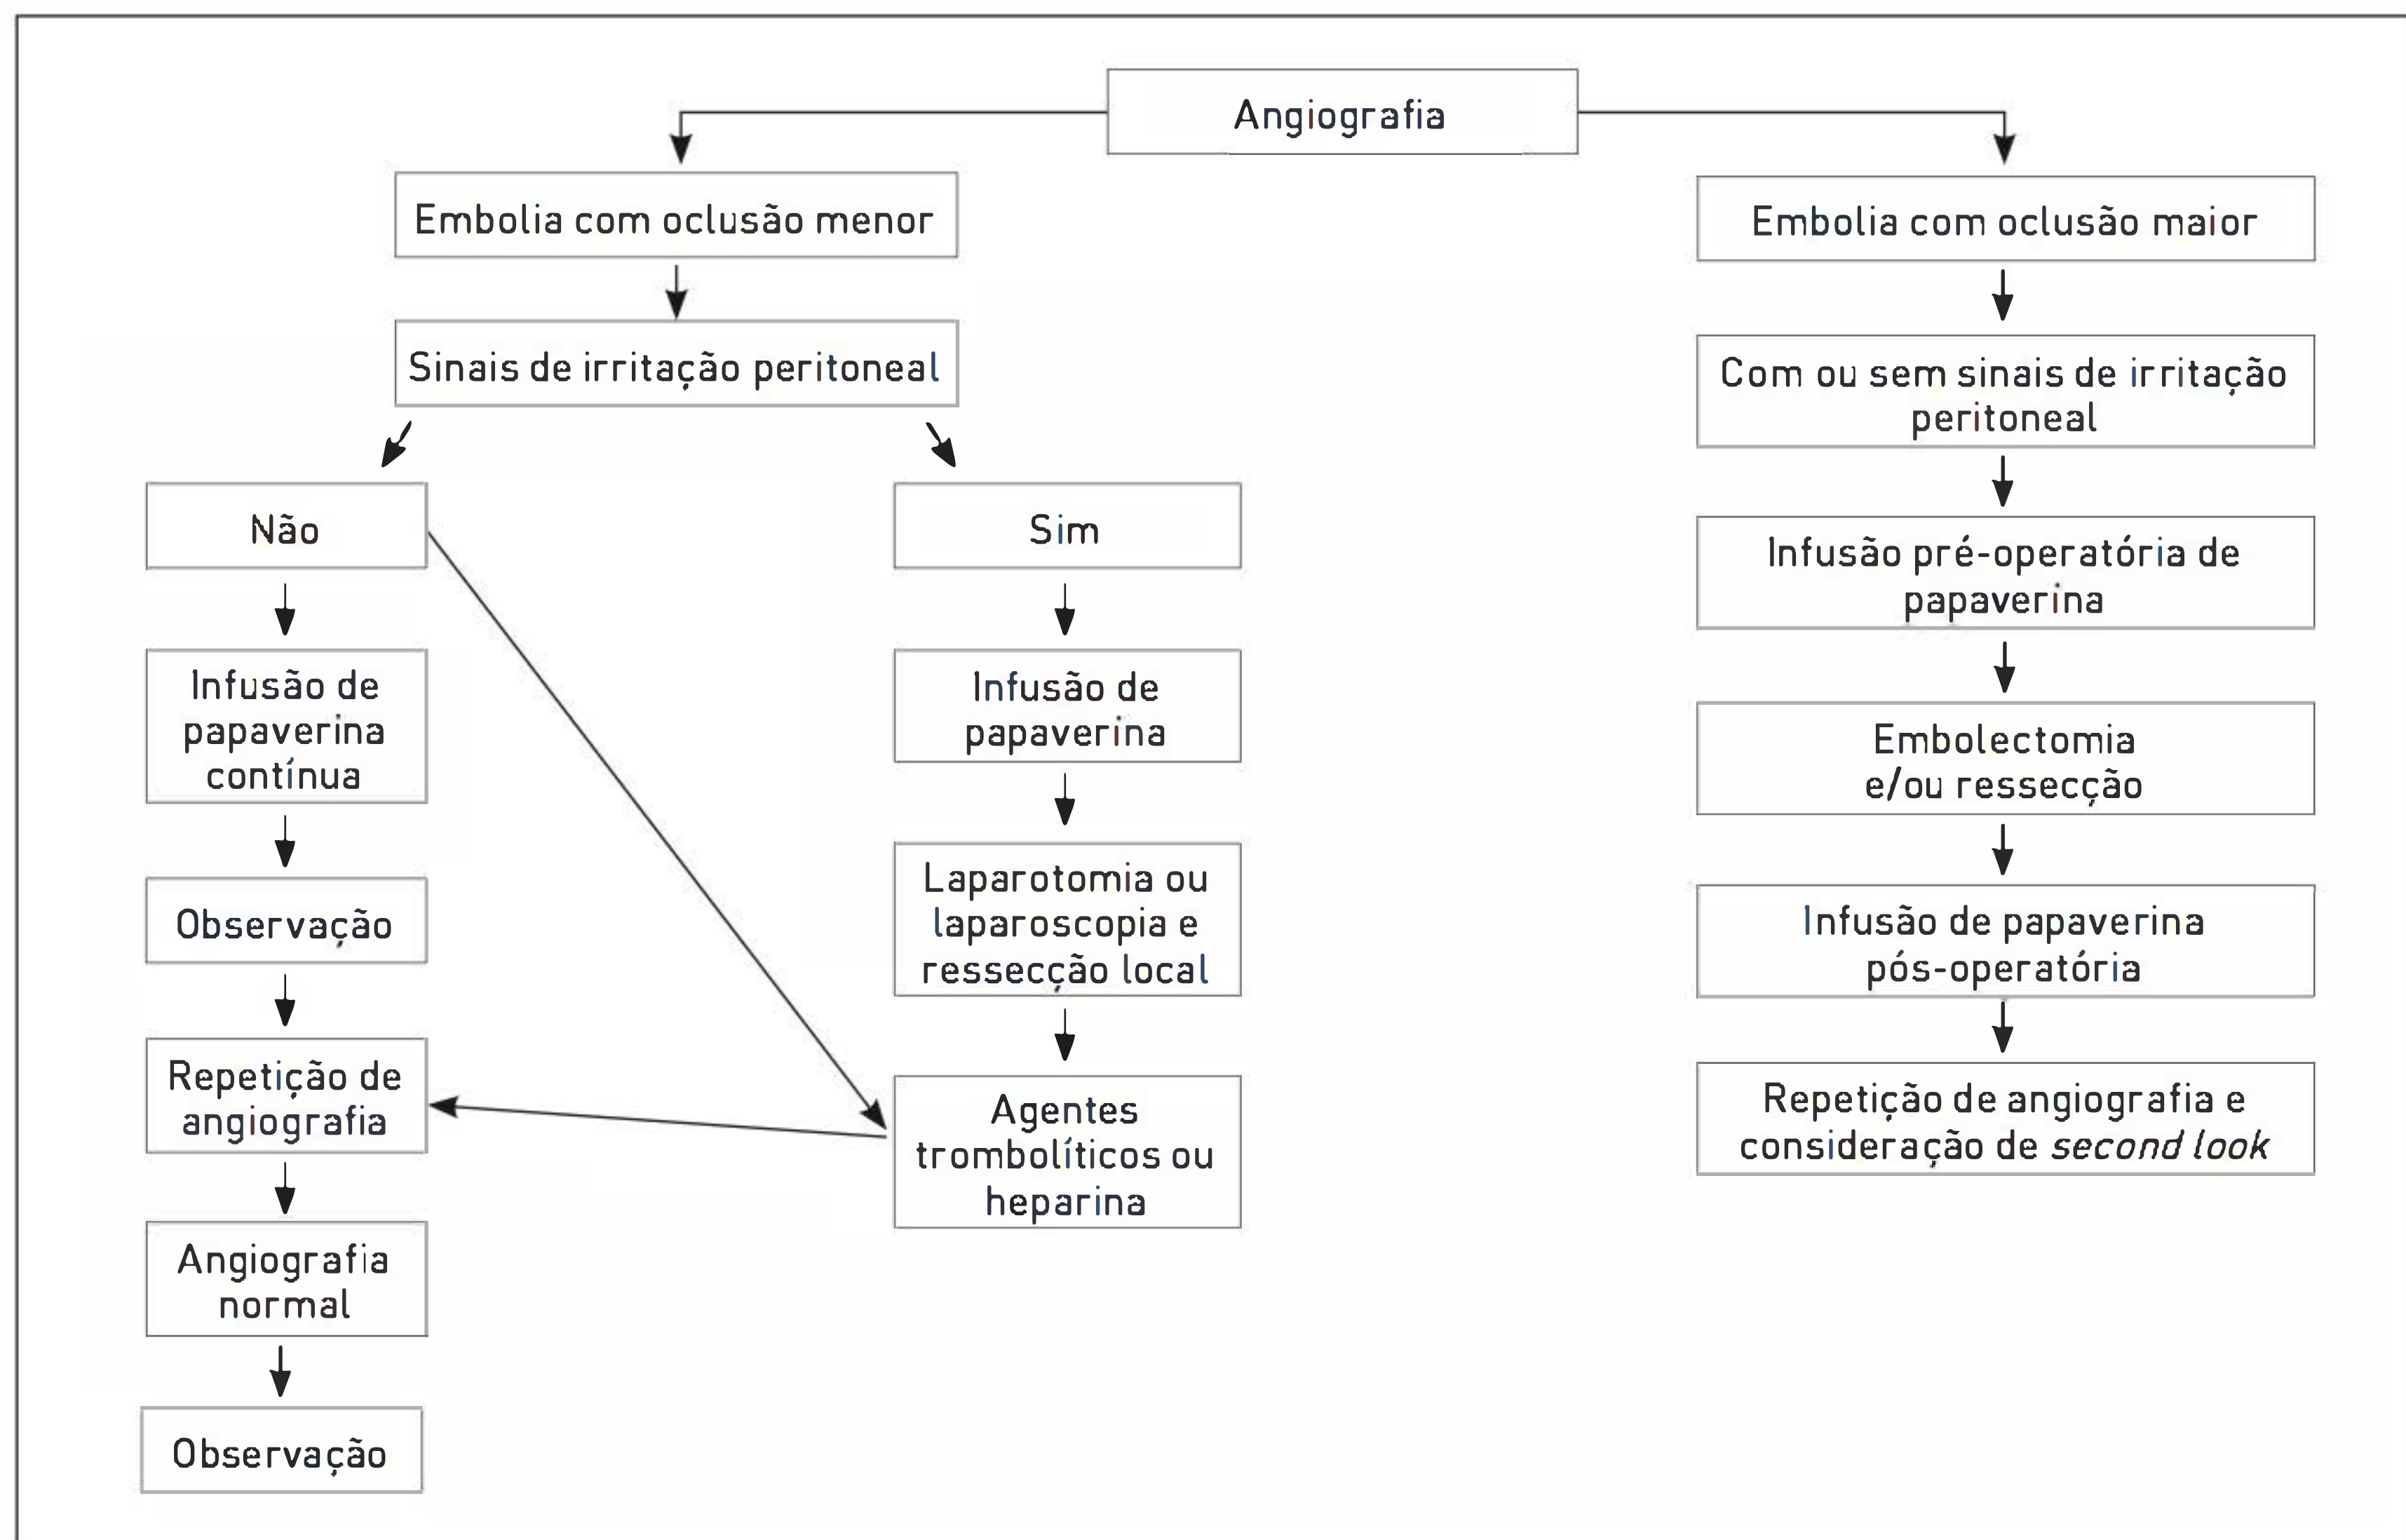 Angiografia
Embolia com oclusão menor
Sinais de irritação peritoneal
Não
Infusão de
papaverina
contínua
Observação
Repetição de
angiografia
Angiografia
normal
Observação
Sim
Infusão de
papaverina
Laparotomia ou
laparoscopia e
ressecção local
Agentes
trombolíticos ou
heparina
Embolia com oclusão maior
Com ou sem sinais de irritação
peritoneal
Infusão pré-operatória de
papaverina
Embolectomia
e/ou ressecção
Infusão de papaverina
pós-operatória
Repetição de angiografia e
consideração de second look